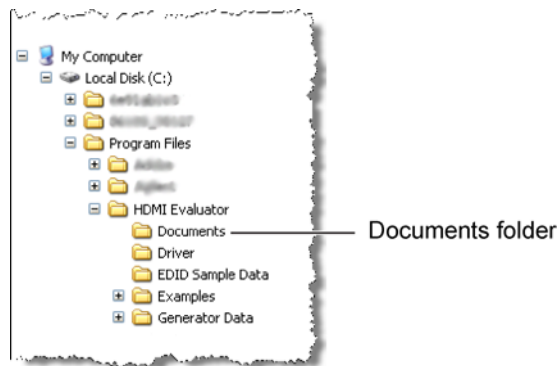 My Computer
Local Disk (C:)
Program Files
HDMI Evaluator
Documents
Documents folder
Driver
EDID Sample Data
Examples
Generator Data